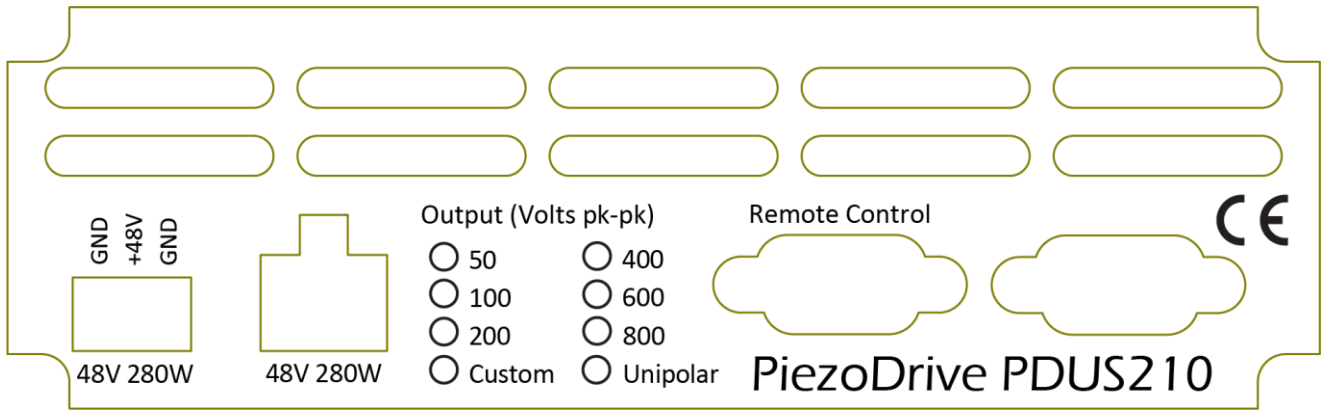 GND
+48V
GND
48V 280W
48V 280W
Output (Volts pk-pk)
50
100
200
Custom
400
600
800
Unipolar
Remote Control
CE
PiezoDrive PDUS210